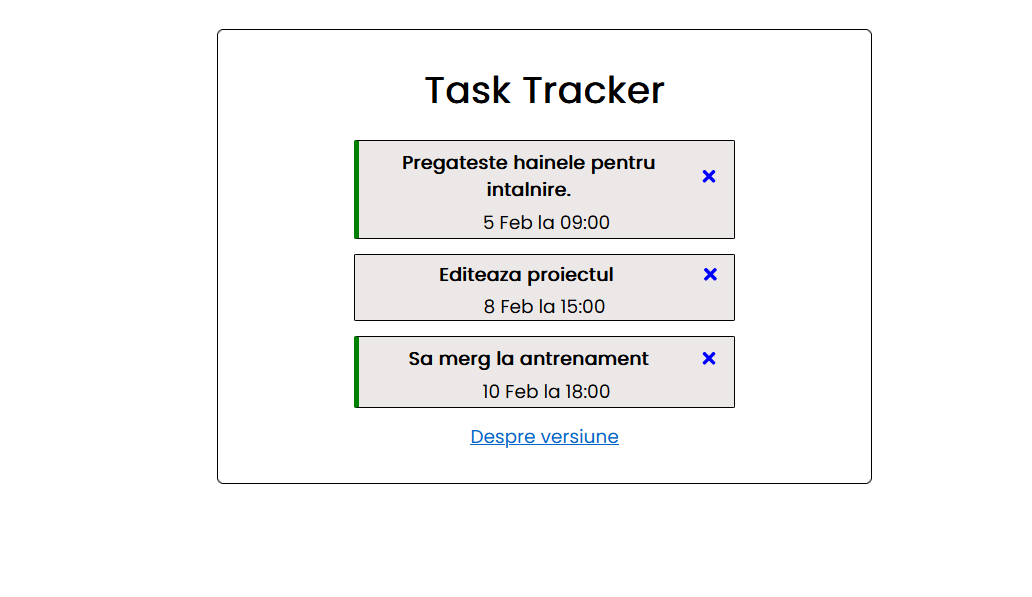 Task Tracker
Pregateste hainele pentru
intalnire.
5 Feb la 09:00
Editeaza proiectul
8 Feb la 15:00
Sa merg la antrenament
10 Feb la 18:00
Despre versiune